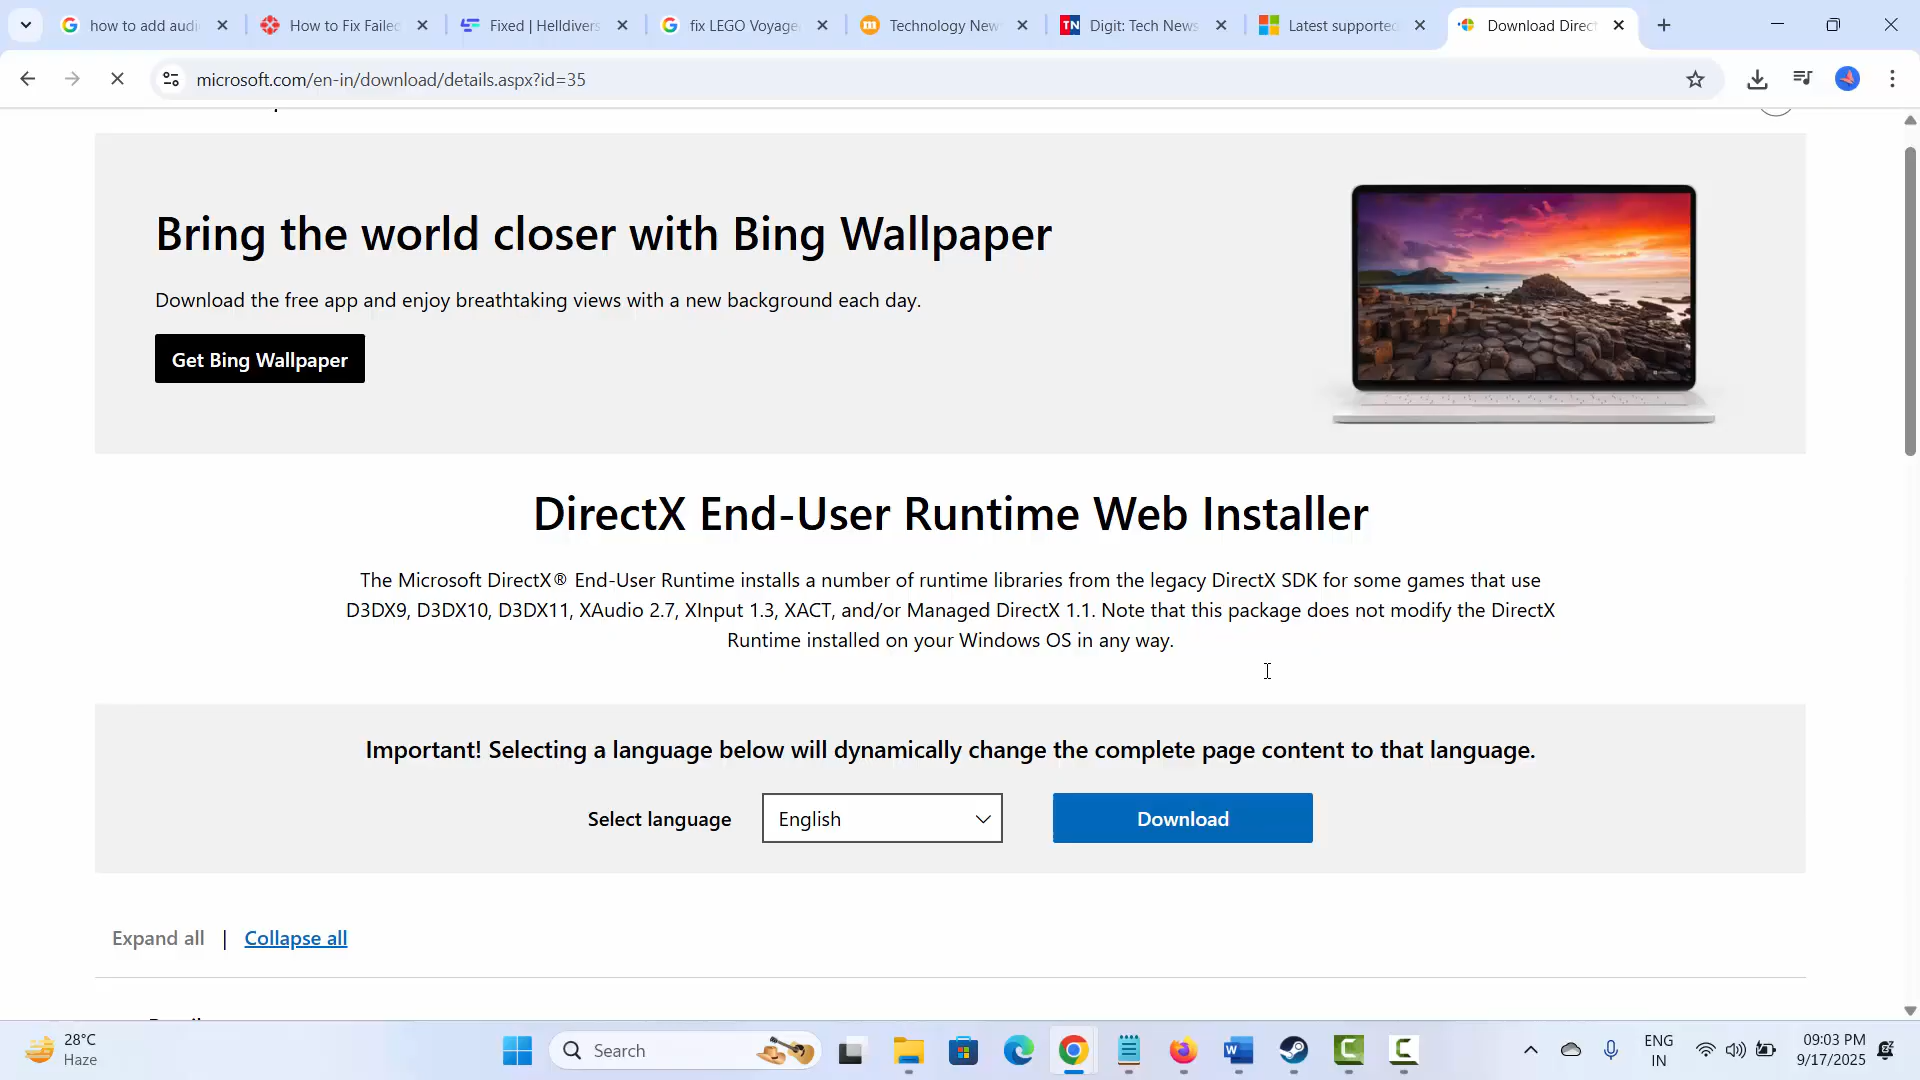 how to add audi
How to Fix Failed
Fixed | Helldivers
fix LEGO Voyage
Technology New
Digit: Tech News
Latest supported
Download Direct
microsoft.com/en-in/download/details.aspx?id=35
Bring the world closer with Bing Wallpaper
Download the free app and enjoy breathtaking views with a new background each day.
Get Bing Wallpaper
DirectX End-User Runtime Web Installer
The Microsoft DirectX® End-User Runtime installs a number of runtime libraries from the legacy DirectX SDK for some games that use
D3DX9, D3DX10, D3DX11, XAudio 2.7, XInput 1.3, XACT, and/or Managed DirectX 1.1. Note that this package does not modify the DirectX
Runtime installed on your Windows OS in any way.
Important! Selecting a language below will dynamically change the complete page content to that language.
Select language
English
Download
Expand all | Collapse all
28°C
Haze
Search
ENG
IN
09:03 PM
9/17/2025